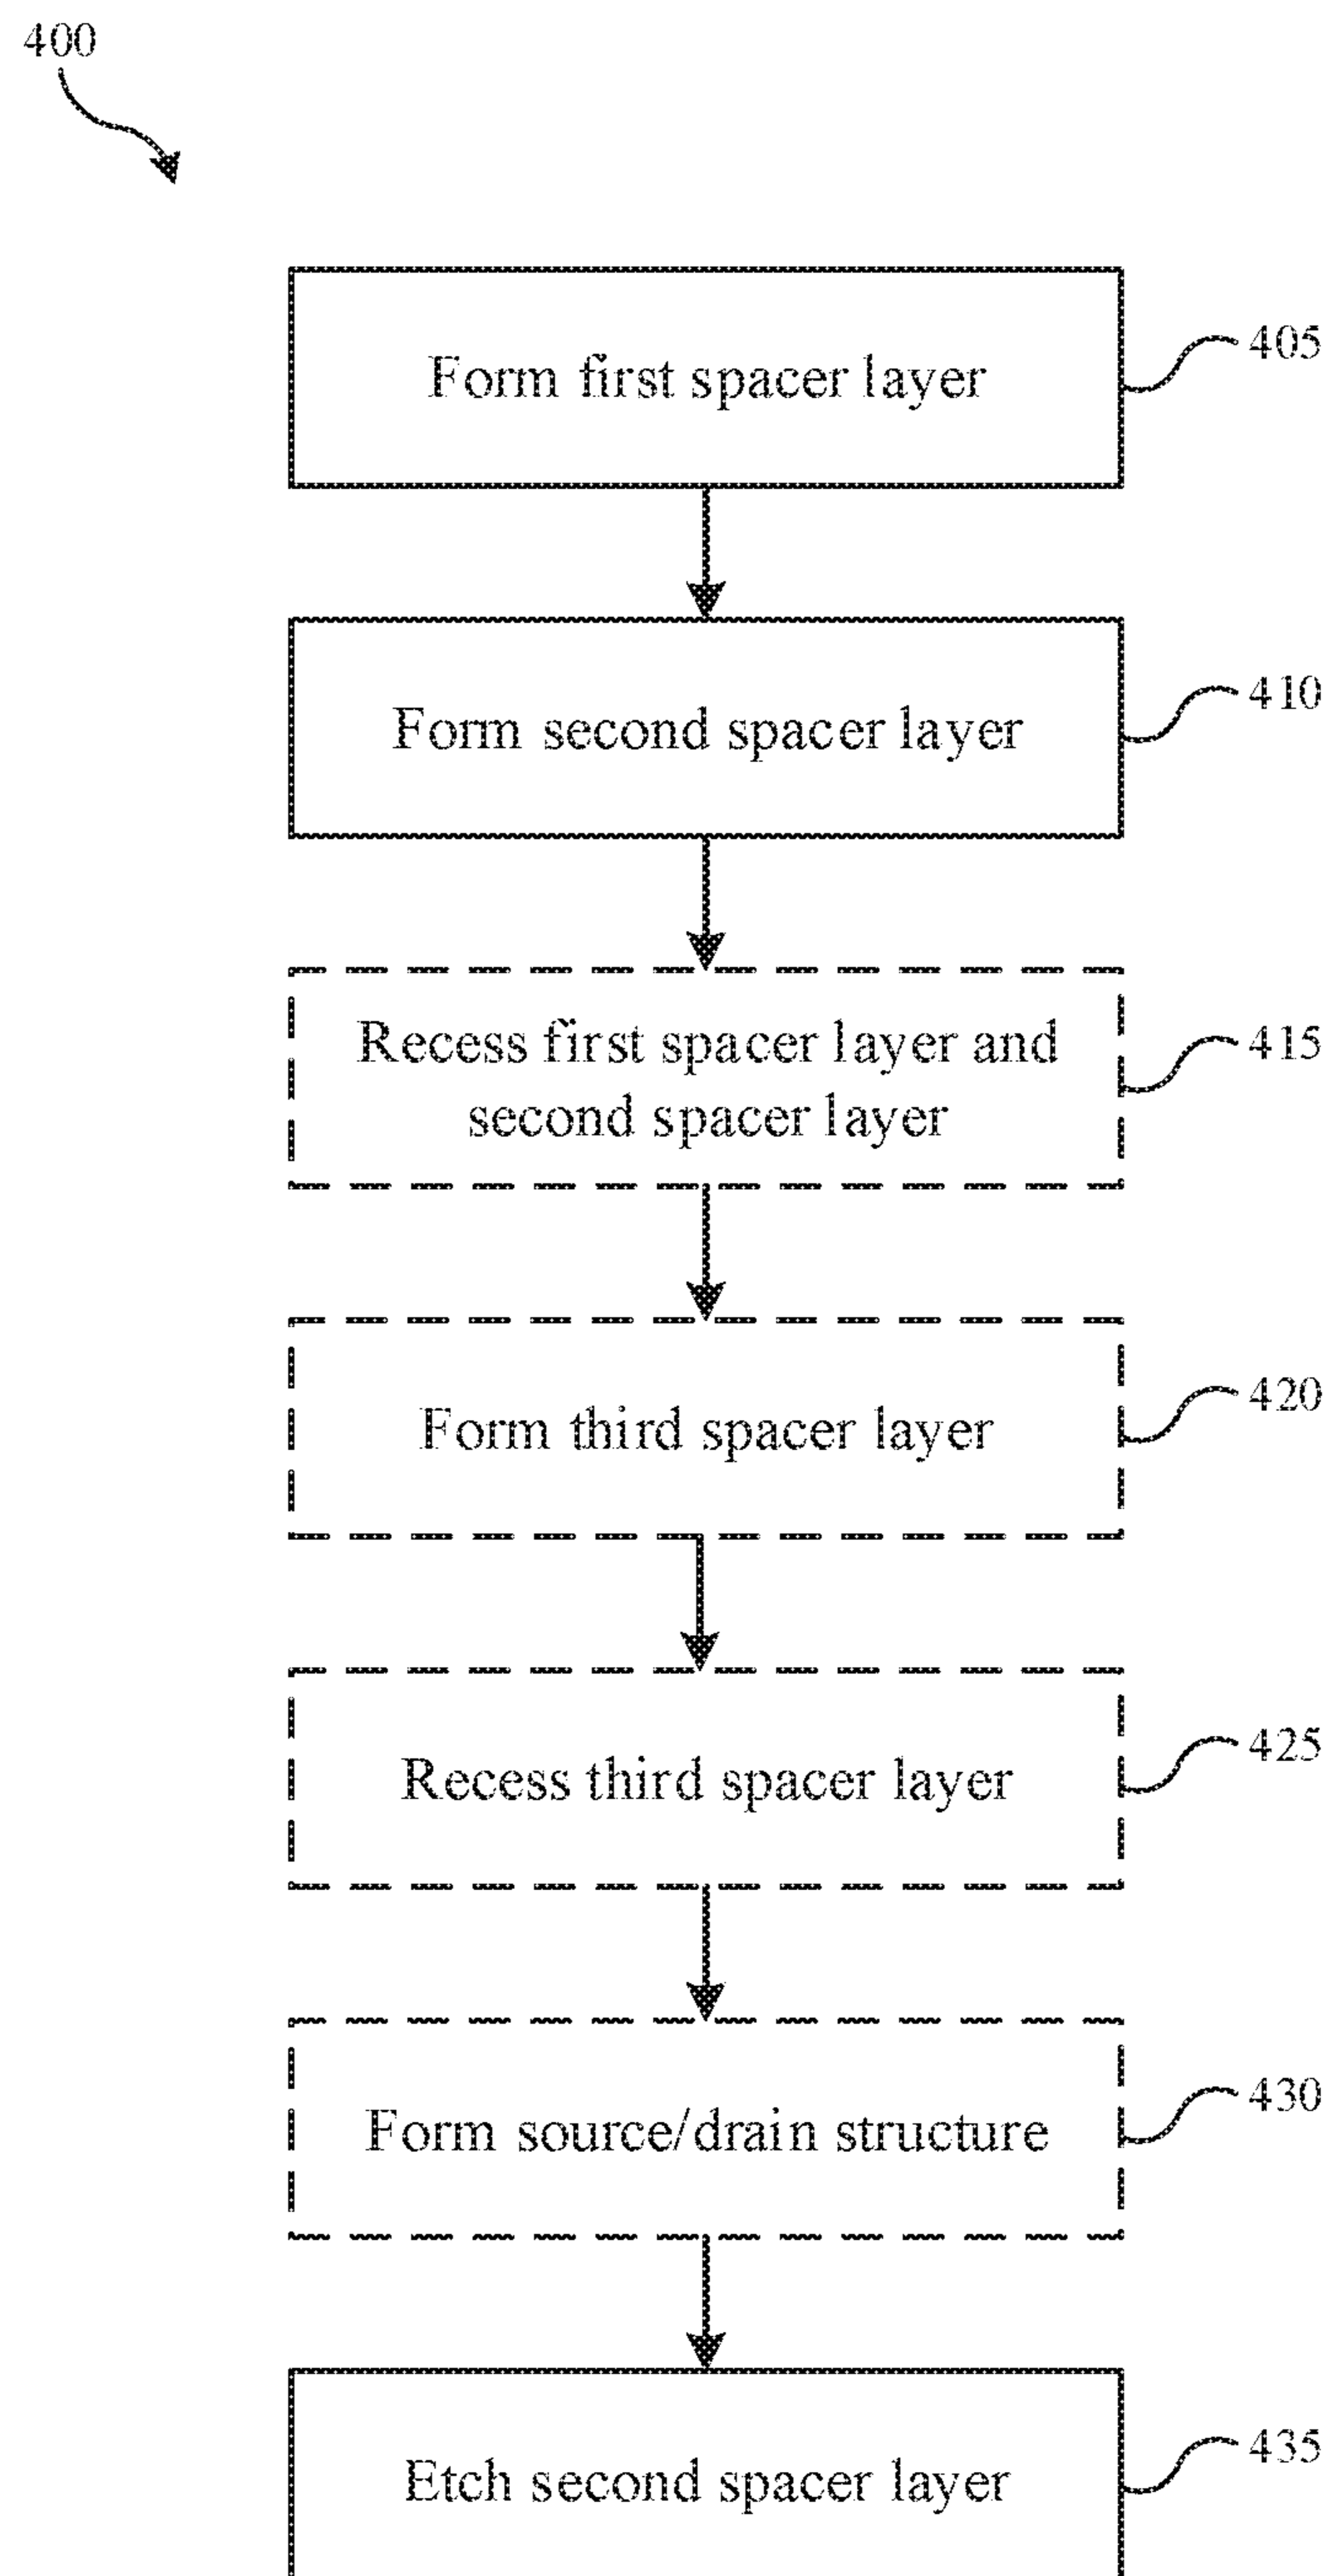 400
Form first spacer layer
405
Form second spacer layer
410
Recess first spacer layer and
second spacer layer
415
Form third spacer layer
420
Recess third spacer layer
425
Form source/drain structure
430
Etch second spacer layer
435